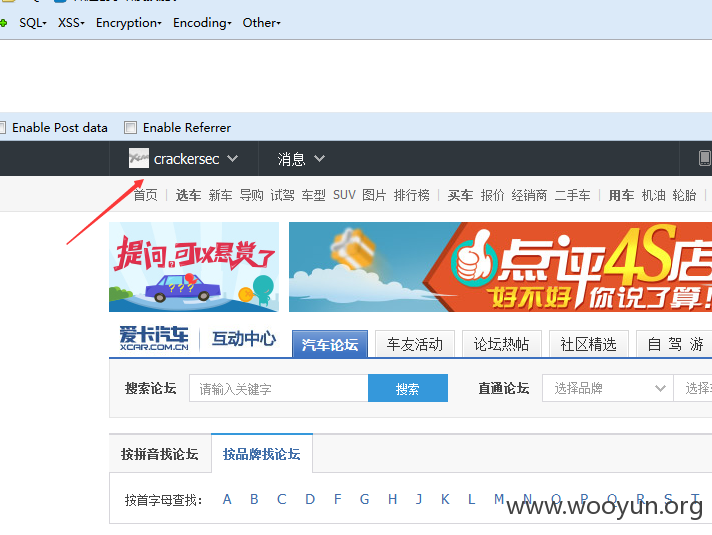 SQL XSS Encryption Encoding Other
Enable Post data Enable Referrer
crackersec 消息
首页 选车 新车 导购 试驾 车型 SUV 图片 排行榜 买车 报价 经销商 二手车 用车 机油 轮胎
提问,可以悬赏了
点评4S店
好不好 你说了算!
爱卡汽车
XCAR.COM.CN
互动中心 汽车论坛 车友活动 论坛热帖 社区精选 自 驾 游
搜索论坛 请输入关键字 搜索 直通论坛 选择品牌 选择
按拼音找论坛 按品牌找论坛
按首字母查找: A B C D F G H J K L M N O P Q R S T
www.wooyun.org